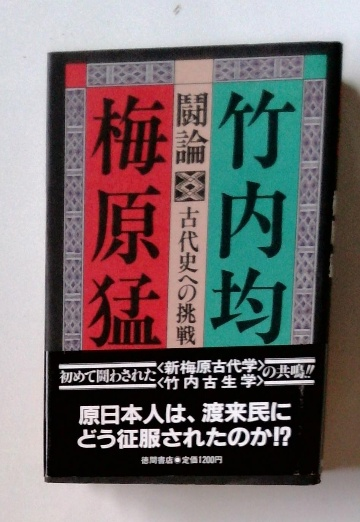 竹内均
闘論
古代史への挑戦
梅原猛
初めて闘わされた〈新梅原古代学〉〈竹内古生学〉の共鳴!!
原日本人は、渡来民に
どう征服されたのか!?
徳間書店●定価1200円